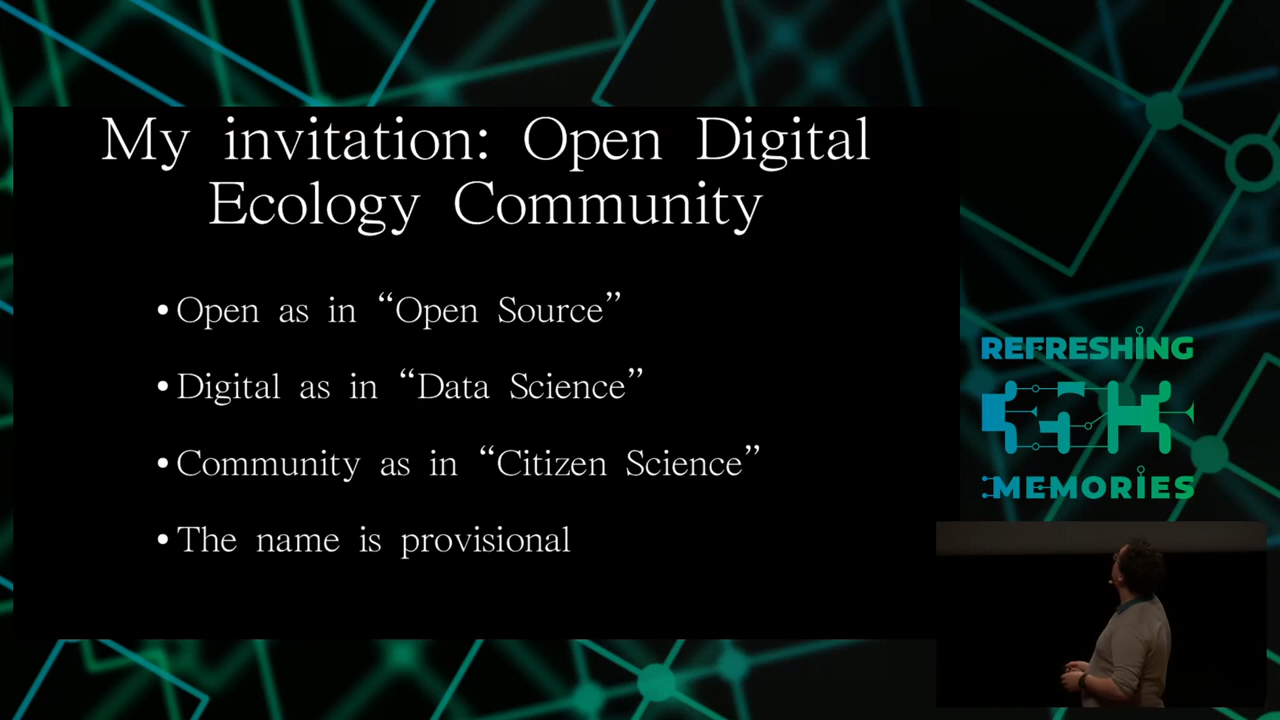 My invitation: Open Digital
Ecology Community
•Open as in “Open Source”
•Digital as in “Data Science”
•Community as in “Citizen Science”
•The name is provisional
REFRESHING
MEMORIES